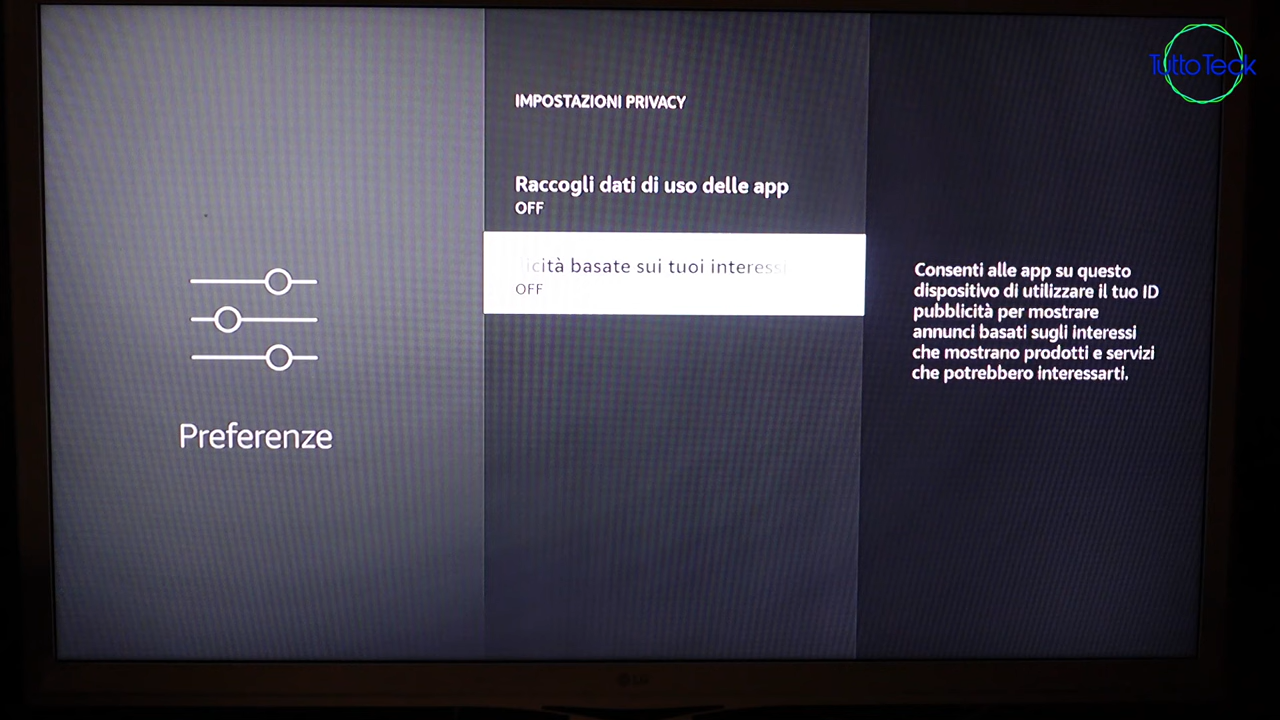 TuttoTeck
IMPOSTAZIONI PRIVACY
Raccogli dati di uso delle app
OFF
icità basate sui tuoi interessi
OFF
Consenti alle app su questo
dispositivo di utilizzare il tuo ID
pubblicità per mostrare
annunci basati sugli interessi
che mostrano prodotti e servizi
che potrebbero interessarti.
Preferenze
LG